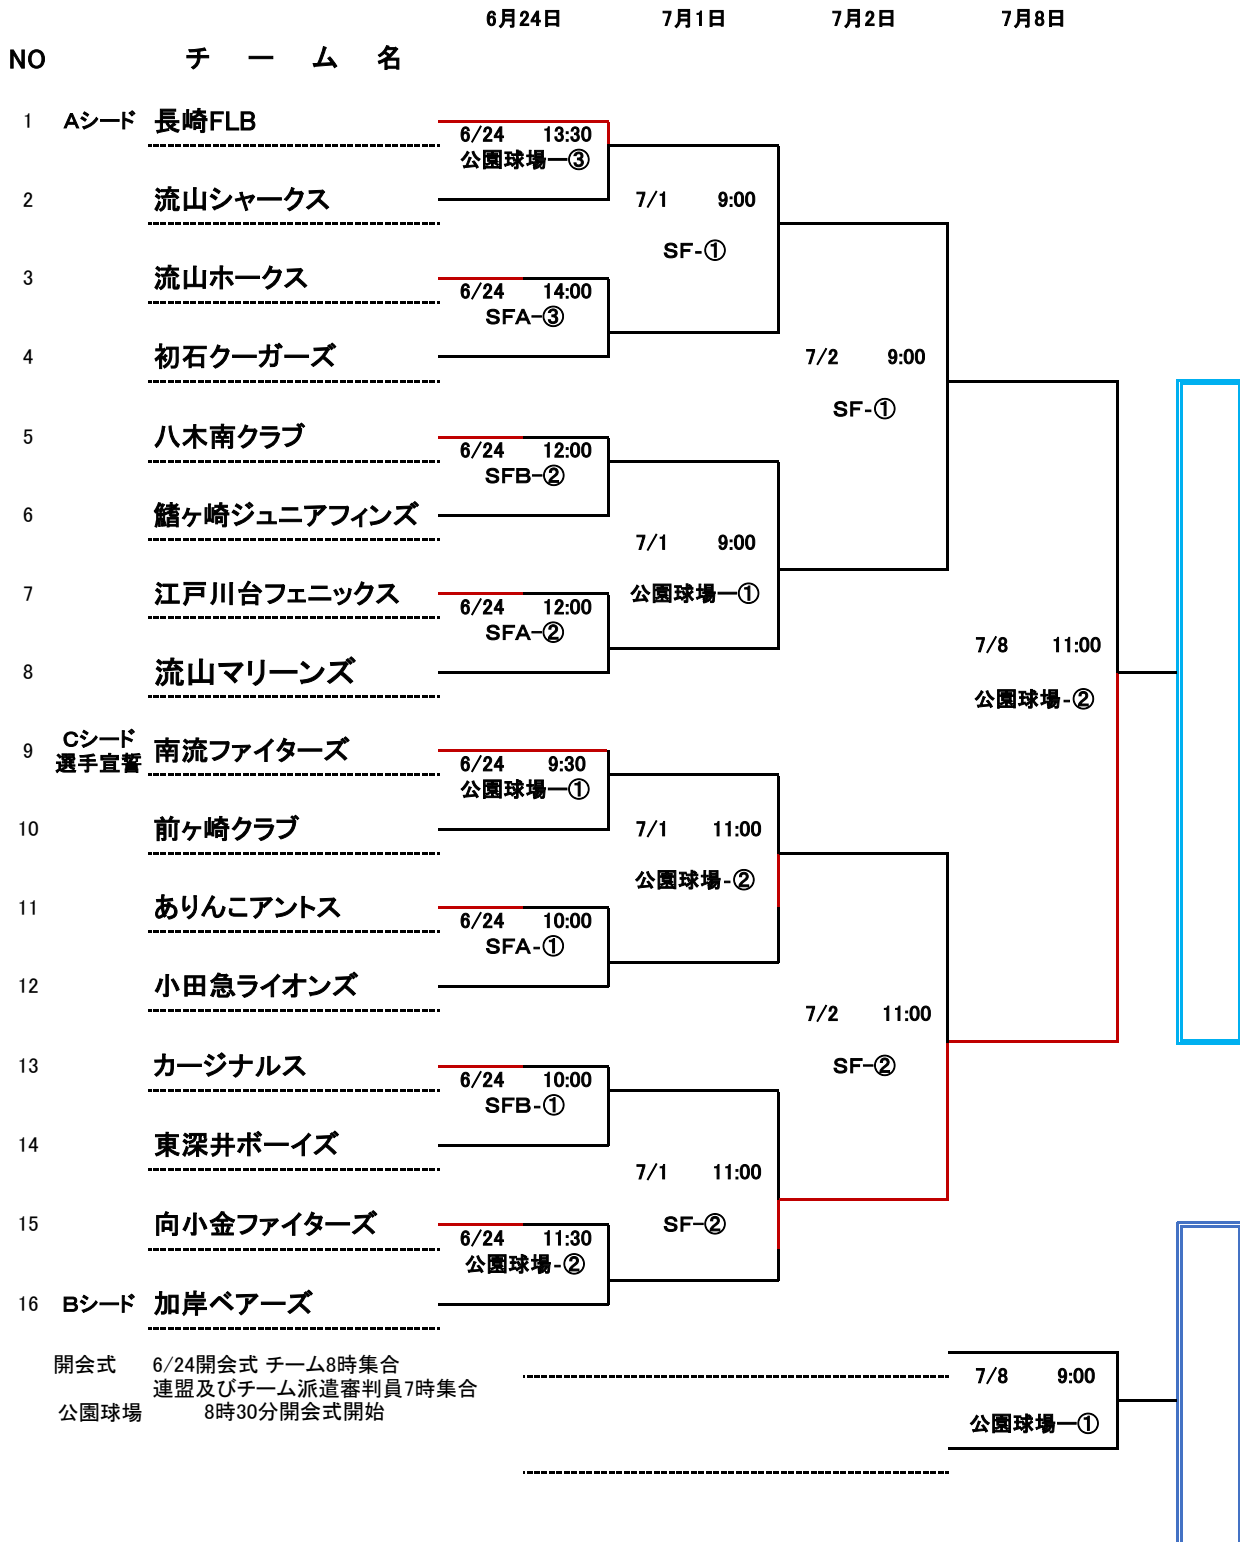 6月24日 7月1日 7月2日 7月8日
NO チ ー ム 名
1 Aシード 長崎FLB
6/24 13:30
公園球場ー③
2 流山シャークス
7/1 9:00
SF-①
3 流山ホークス
6/24 14:00
SFA-③
4 初石クーガーズ
7/2 9:00
SF-①
5 八木南クラブ
6/24 12:00
SFB-②
6 鰭ヶ崎ジュニアフィンズ
7/1 9:00
公園球場ー①
7 江戸川台フェニックス
6/24 12:00
SFA-②
8 流山マリーンズ
7/8 11:00
公園球場-②
9 Cシード 選手宣誓 南流ファイターズ
6/24 9:30
公園球場ー①
10 前ヶ崎クラブ
7/1 11:00
公園球場-②
11 ありんこアントス
6/24 10:00
SFA-①
12 小田急ライオンズ
7/2 11:00
SF-②
13 カージナルス
6/24 10:00
SFB-①
14 東深井ボーイズ
7/1 11:00
SF-②
15 向小金ファイターズ
6/24 11:30
公園球場-②
16 Bシード 加岸ベアーズ
開会式 6/24開会式 チーム8時集合
連盟及びチーム派遣審判員7時集合
公園球場 8時30分開会式開始
7/8 9:00
公園球場ー①